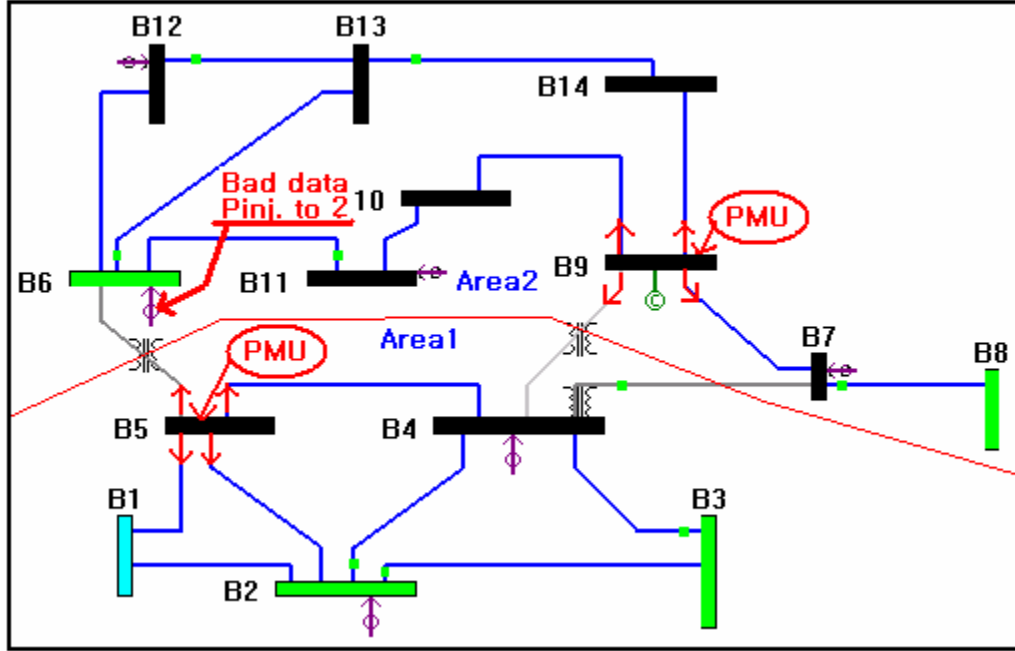 B12
B13
B14
Bad data
Pinj. to 2
10
PMU
B6
B11
Area2
B9
©
Area1
PMU
B7
B8
B5
B4
B1
B3
B2